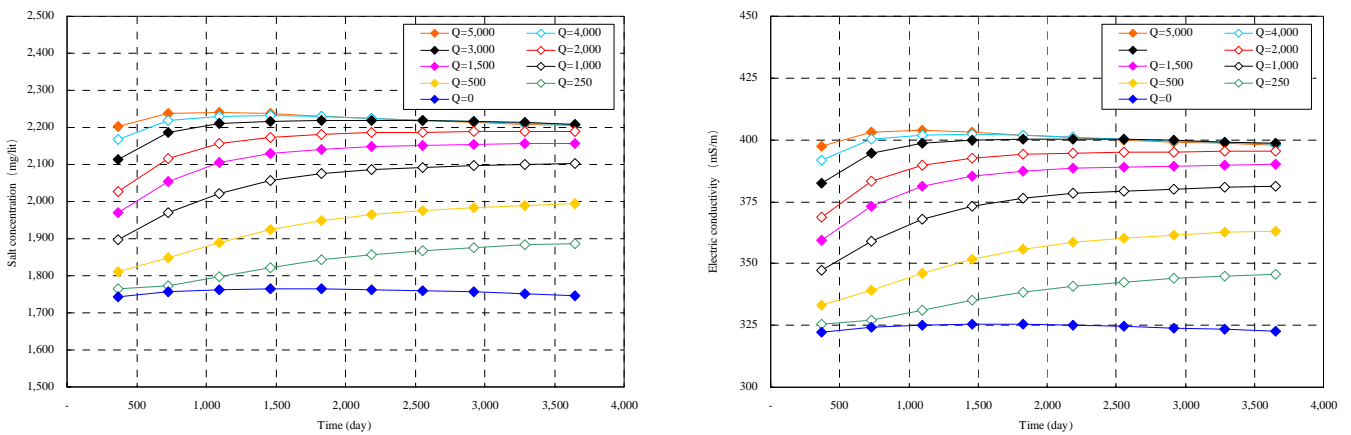 2,500
2,400
2,300
2,200
2,100
2,000
1,900
1,800
1,700
1,600
1,500
Salt concentration (mg/lit)
Q=5,000 Q=4,000
Q=3,000 Q=2,000
Q=1,500 Q=1,000
Q=500 Q=250
Q=0
- 500 1,000 1,500 2,000 2,500 3,000 3,500 4,000
Time (day)
450
425
400
375
350
325
300
Electric conductivity (mS/m)
Q=5,000 Q=4,000
Q=2,000
Q=1,500 Q=1,000
Q=500 Q=250
Q=0
- 500 1,000 1,500 2,000 2,500 3,000 3,500 4,000
Time (day)